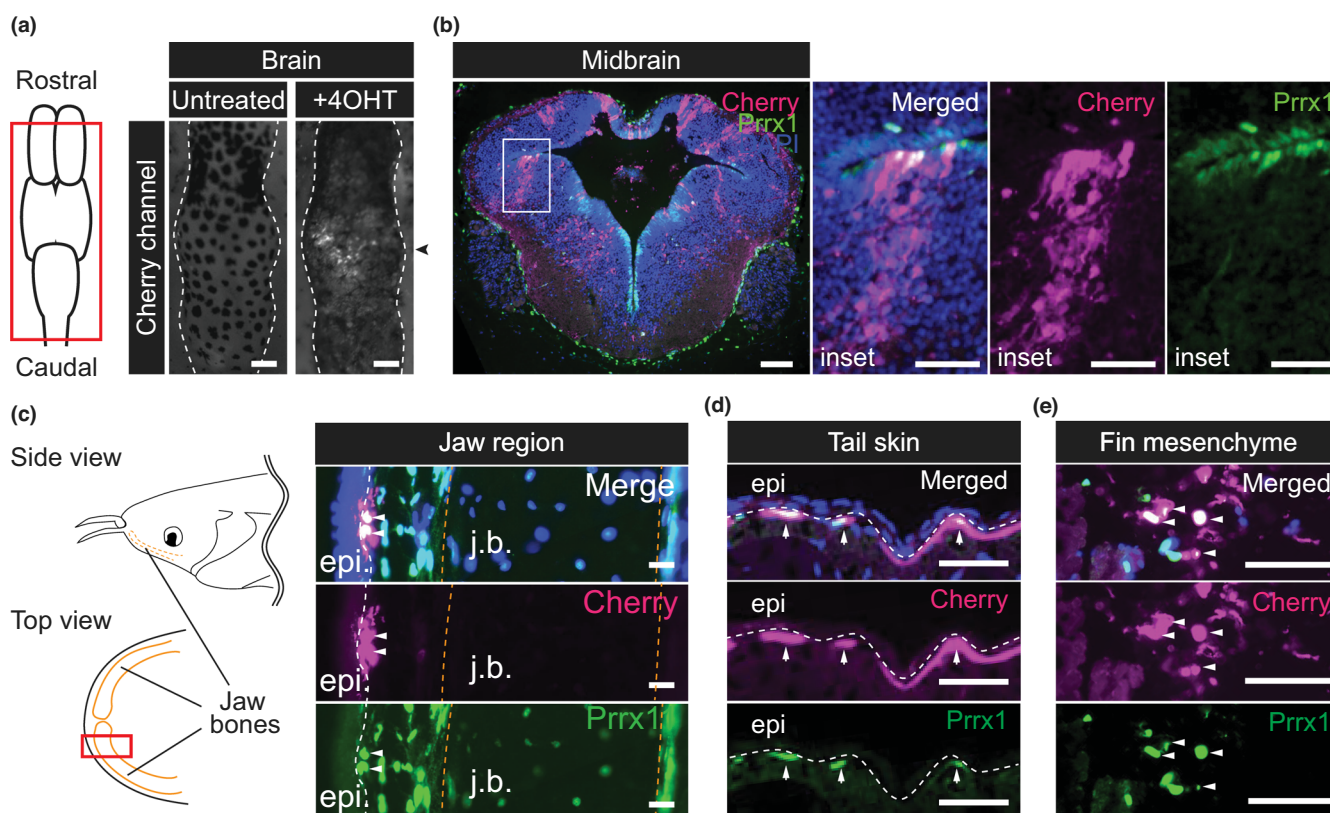 (a)
Brain
Rostral
Untreated
+4OHT
Cherry channel
Caudal
(b)
Midbrain
Cherry
Prrx1
Merged
inset
Cherry
inset
Prrx1
inset
(c)
Side view
Top view
Jaw
bones
Jaw region
Merge
epi.
j.b.
Cherry
epi.
j.b.
Prrx1
epi.
j.b.
(d)
Tail skin
epi
Merged
epi
Cherry
epi
Prrx1
(e)
Fin mesenchyme
Merged
Cherry
Prrx1